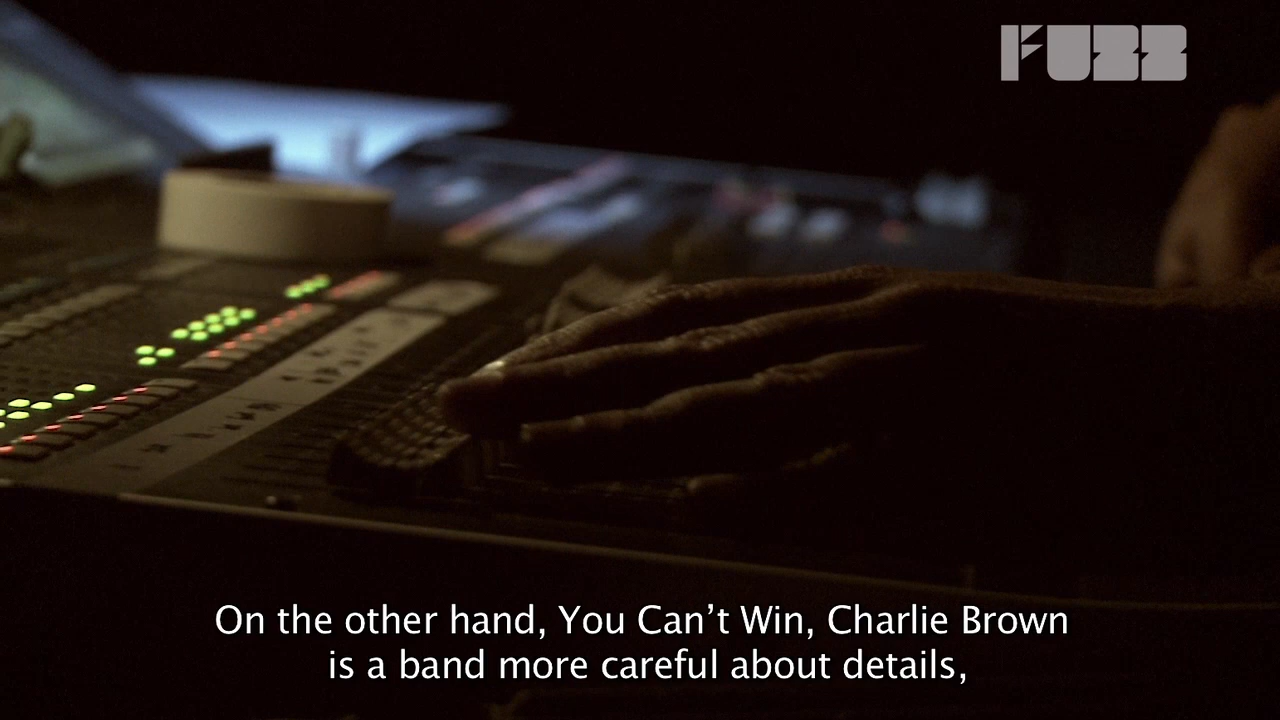 FUZZ
On the other hand, You Can’t Win, Charlie Brown
is a band more careful about details,